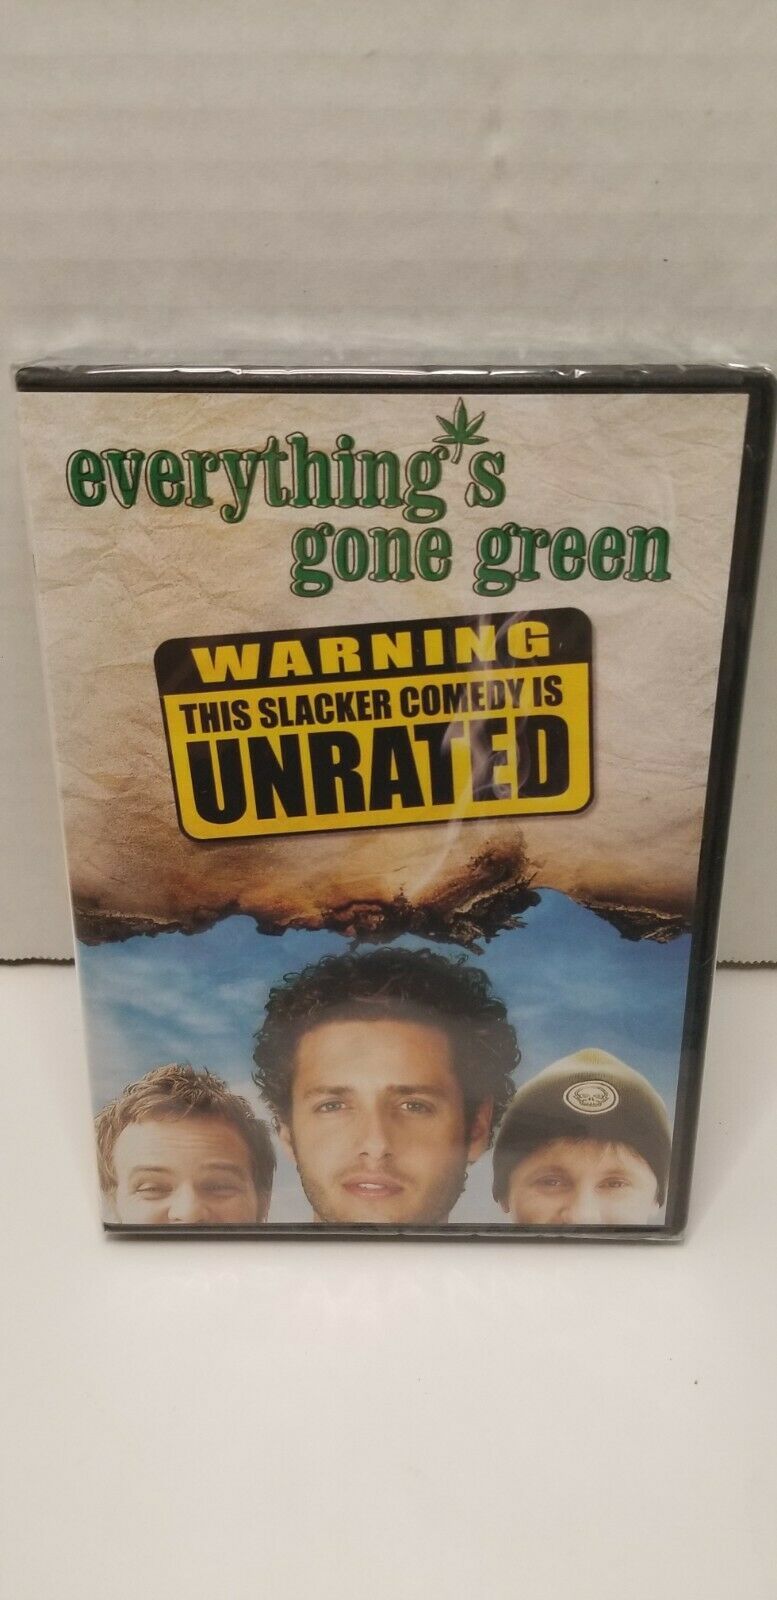 everything's
gone green
WARNING
THIS SLACKER COMEDY IS
UNRATED